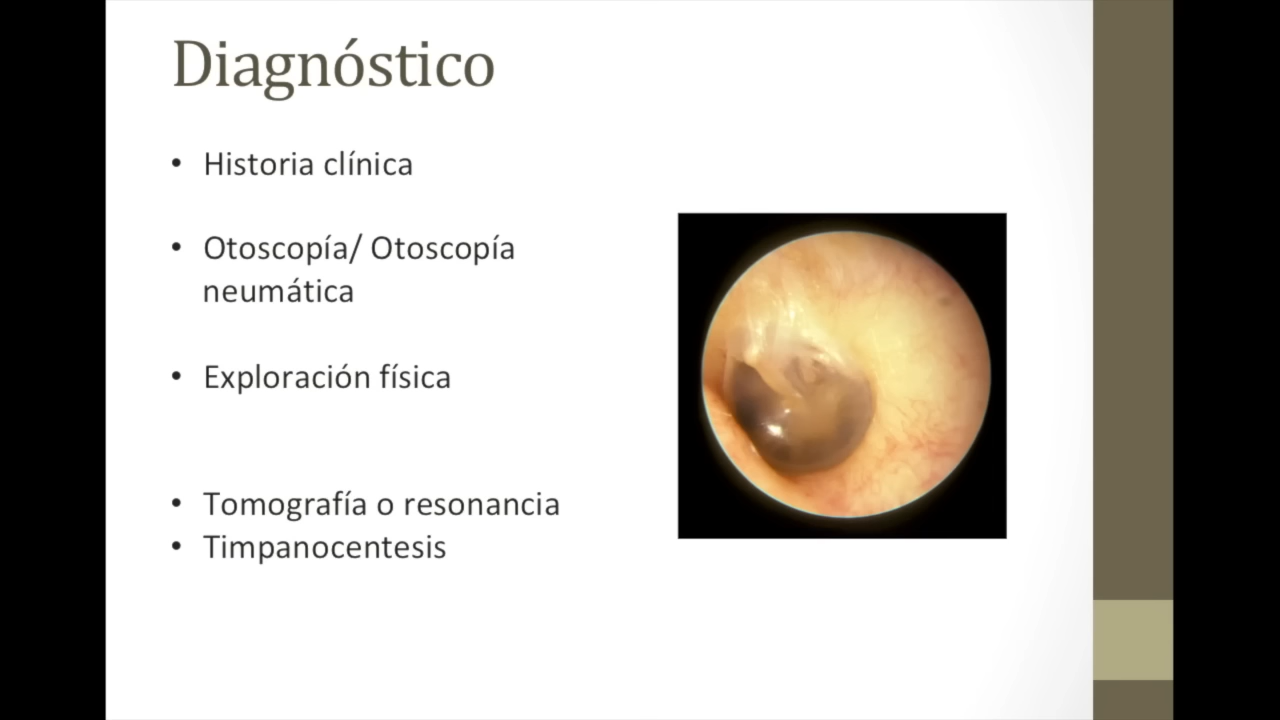 Diagnóstico
• Historia clínica
• Otoscopía/ Otoscopía
neumática
• Exploración física
• Tomografía o resonancia
• Timpanocentesis